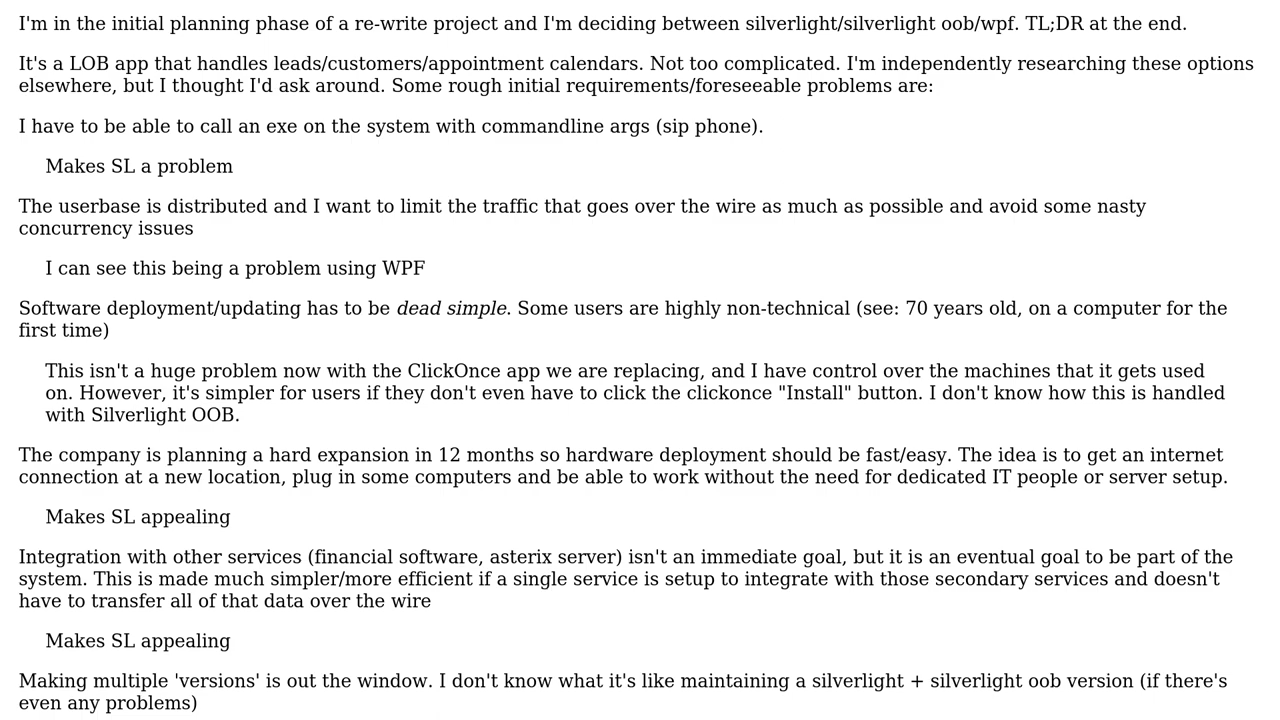 I'm in the initial planning phase of a re-write project and I'm deciding between silverlight/silverlight oob/wpf. TL;DR at the end.
It's a LOB app that handles leads/customers/appointment calendars. Not too complicated. I'm independently researching these options
elsewhere, but I thought I'd ask around. Some rough initial requirements/foreseeable problems are:
I have to be able to call an exe on the system with commandline args (sip phone).
Makes SL a problem
The userbase is distributed and I want to limit the traffic that goes over the wire as much as possible and avoid some nasty
concurrency issues
I can see this being a problem using WPF
Software deployment/updating has to be dead simple. Some users are highly non-technical (see: 70 years old, on a computer for the
first time)
This isn't a huge problem now with the ClickOnce app we are replacing, and I have control over the machines that it gets used
on. However, it's simpler for users if they don't even have to click the clickonce "Install" button. I don't know how this is handled
with Silverlight OOB.
The company is planning a hard expansion in 12 months so hardware deployment should be fast/easy. The idea is to get an internet
connection at a new location, plug in some computers and be able to work without the need for dedicated IT people or server setup.
Makes SL appealing
Integration with other services (financial software, asterix server) isn't an immediate goal, but it is an eventual goal to be part of the
system. This is made much simpler/more efficient if a single service is setup to integrate with those secondary services and doesn't
have to transfer all of that data over the wire
Makes SL appealing
Making multiple 'versions' is out the window. I don't know what it's like maintaining a silverlight + silverlight oob version (if there's
even any problems)